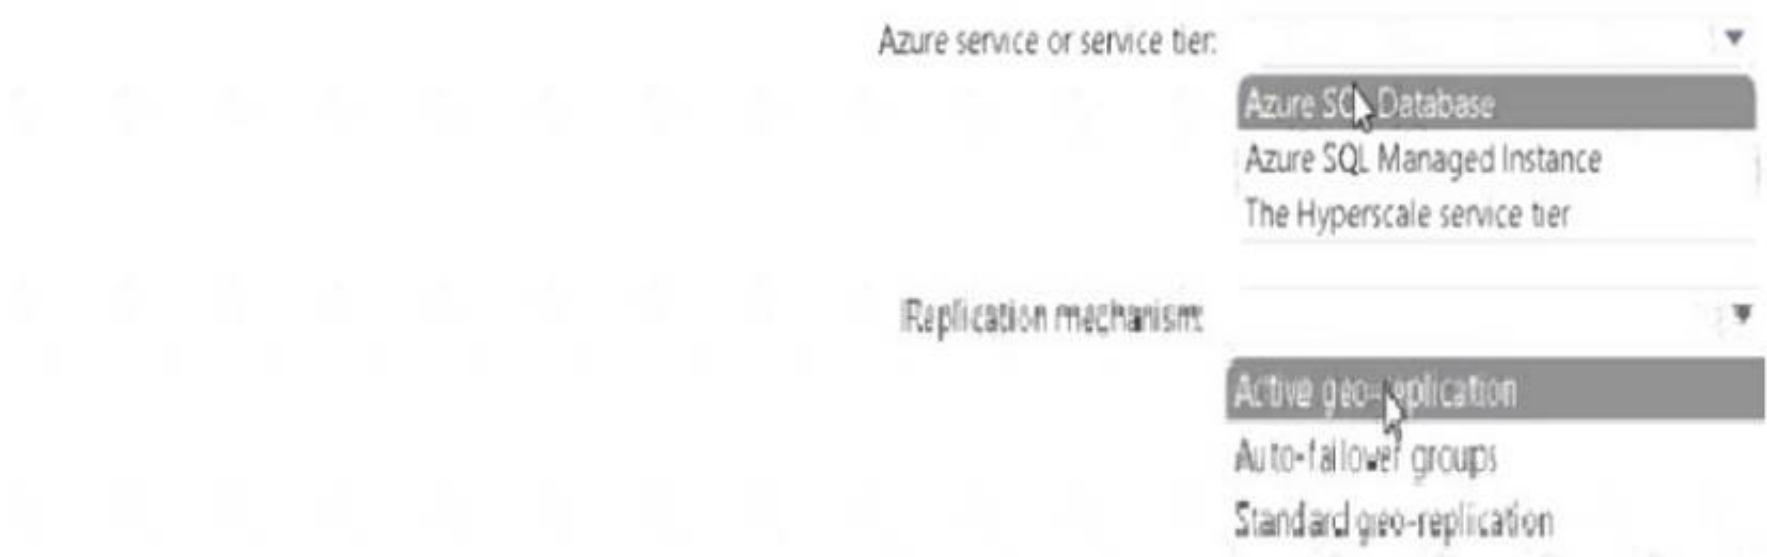 Azure service or service tier:
Azure SQL Database
Azure SQL Managed Instance
The Hyperscale service tier
Replication mechanism:
Active geo-replication
Auto-failover groups
Standard geo-replication